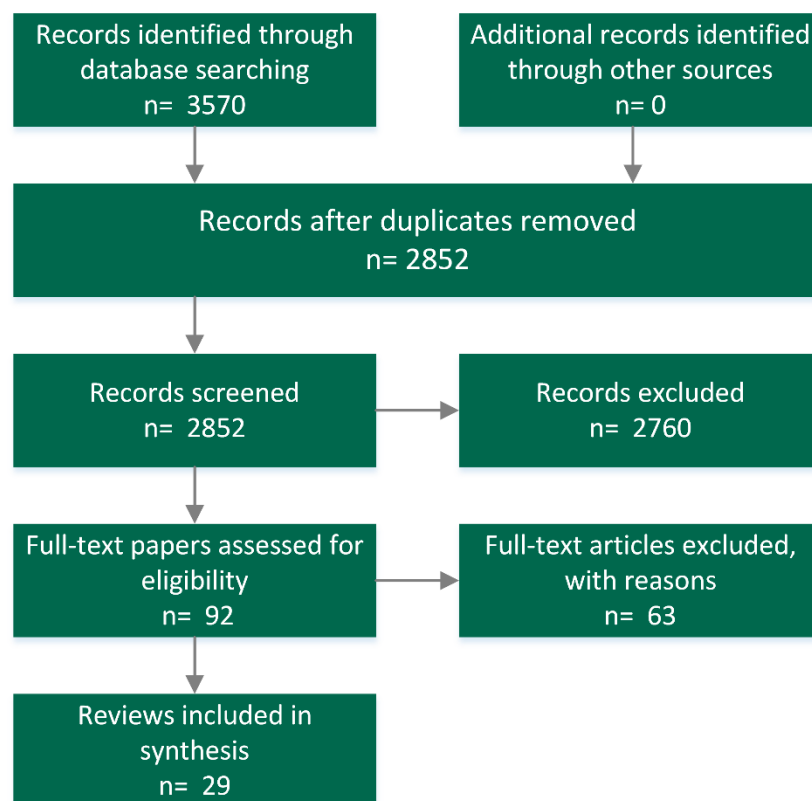 Records identified through
database searching
n= 3570
Additional records identified
through other sources
n= 0
Records after duplicates removed
n= 2852
Records screened
n= 2852
Records excluded
n= 2760
Full-text papers assessed for
eligibility
n= 92
Full-text articles excluded,
with reasons
n= 63
Reviews included in
synthesis
n= 29